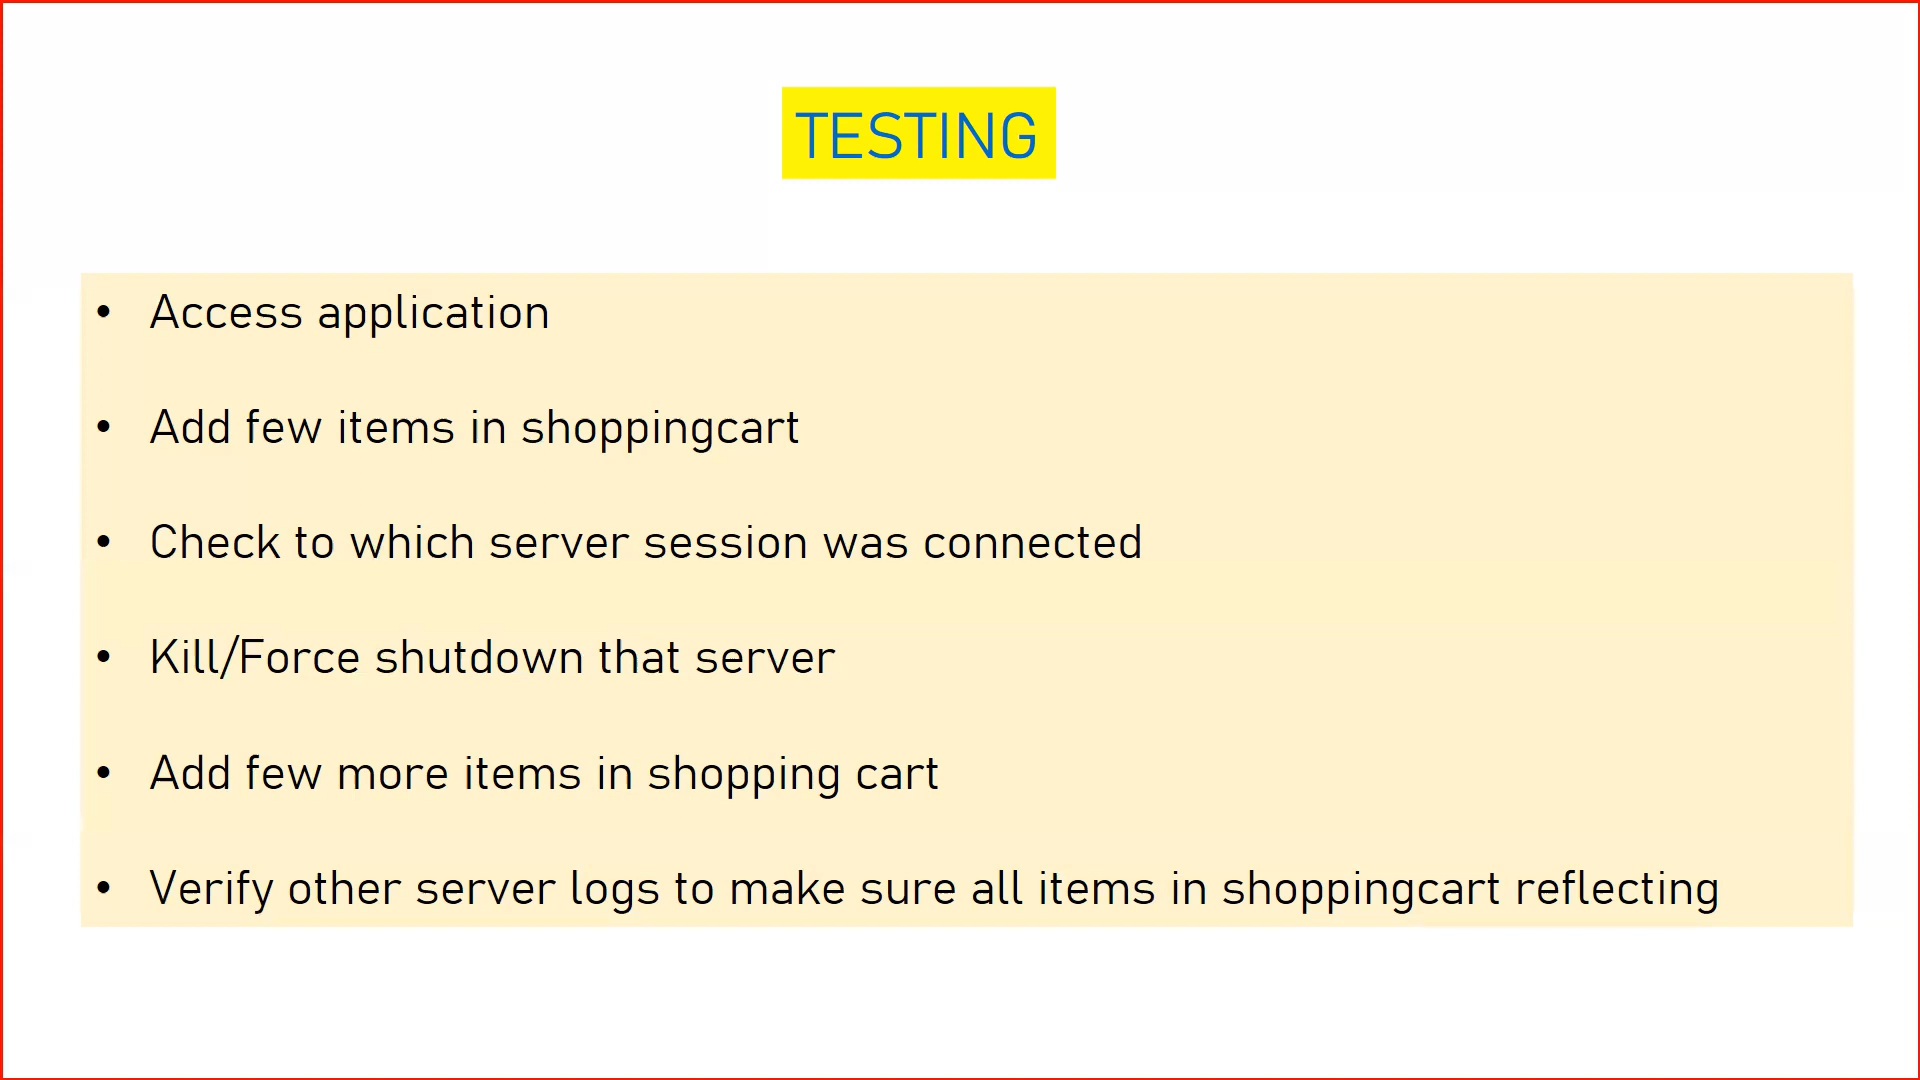 TESTING
• Access application
• Add few items in shoppingcart
• Check to which server session was connected
• Kill/Force shutdown that server
• Add few more items in shopping cart
• Verify other server logs to make sure all items in shoppingcart reflecting